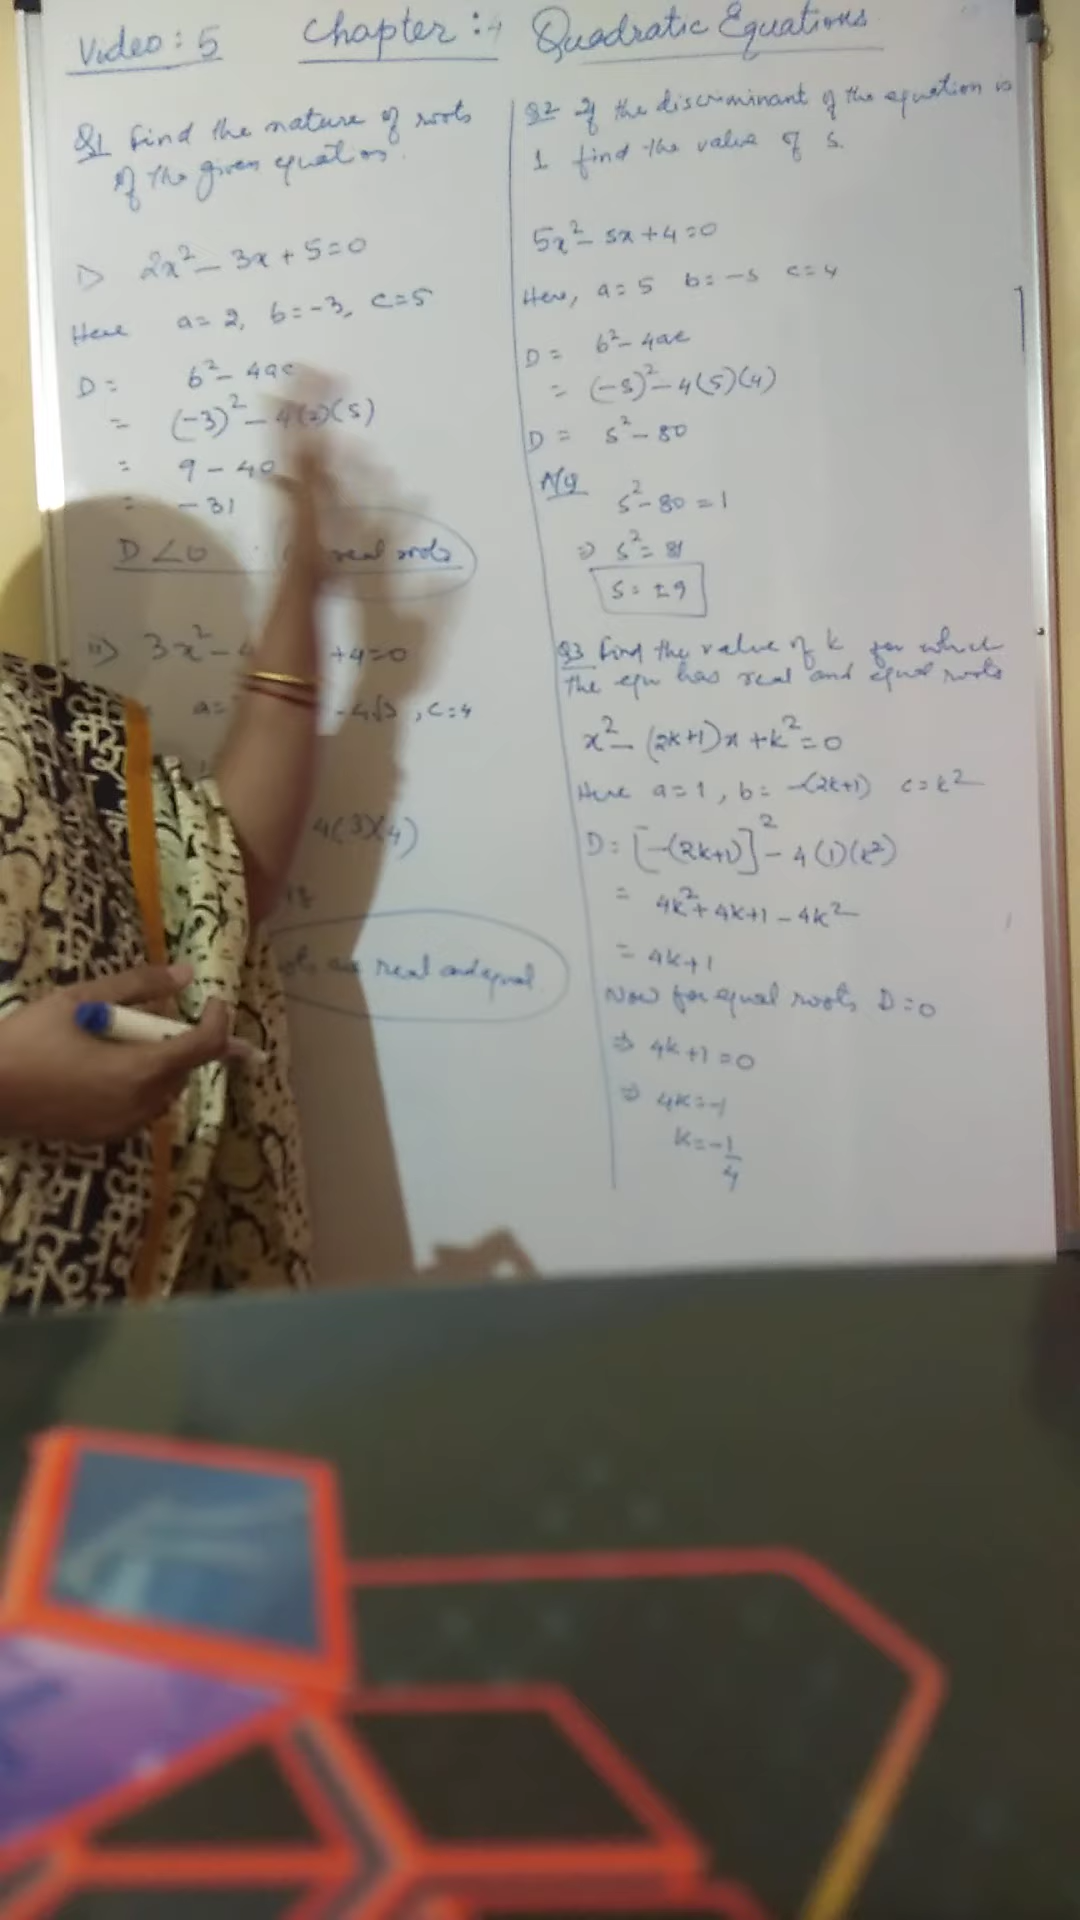 Video: 5 Chapter: 4 Quadratic Equations
Q1 Find the nature of roots
of the given equation.
i) 2x² - 3x + 5 = 0
Here a = 2, b = -3, c = 5
D = b² - 4ac
= (-3)² - 4(2)(5)
= 9 - 40
= -31
D < 0 real roots
ii) 3x² - 4 + 4 = 0
a = -4√3, c = 4
4(3)(4)
are real and equal
Q2 If the discriminant of the equation is
1 find the value of s.
5x² - sx + 4 = 0
Here, a = 5 b = -s c = 4
D = b² - 4ac
= (-s)² - 4(5)(4)
D = s² - 80
A/Q
s² - 80 = 1
⇒ s² = 81
s = ±9
Q3 Find the value of k for which
the eqn has real and equal roots
x² - (2k+1)x + k² = 0
Here a = 1, b = -(2k+1) c = k²
D = [-(2k+1)]² - 4(1)(k²)
= 4k² + 4k + 1 - 4k²
= 4k + 1
Now for equal roots D = 0
⇒ 4k + 1 = 0
⇒ 4k = -1
k = -1/4